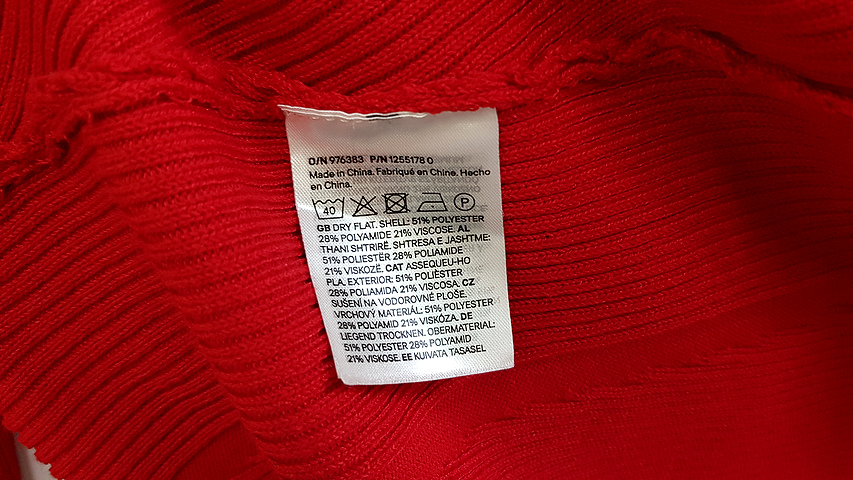 O/N 976383 P/N 1255178 0
Made in China. Fabriqué en Chine. Hecho
en China.
40 P
GB DRY FLAT. SHELL: 51% POLYESTER
28% POLYAMIDE 21% VISCOSE. AL
THANI SHTRIRË. SHTRESA E JASHTME:
51% POLIESTËR 28% POLIAMIDE
21% VISKOZË. CAT ASSEQUEU-HO
PLA. EXTERIOR: 51% POLIÈSTER
28% POLIAMIDA 21% VISCOSA. CZ
SUŠENÍ NA VODOROVNÉ PLOŠE.
VRCHOVÝ MATERIÁL: 51% POLYESTER
28% POLYAMID 21% VISKÓZA. DE
LIEGEND TROCKNEN. OBERMATERIAL:
51% POLYESTER 28% POLYAMID
21% VISKOSE. EE KUIVATA TASASEL